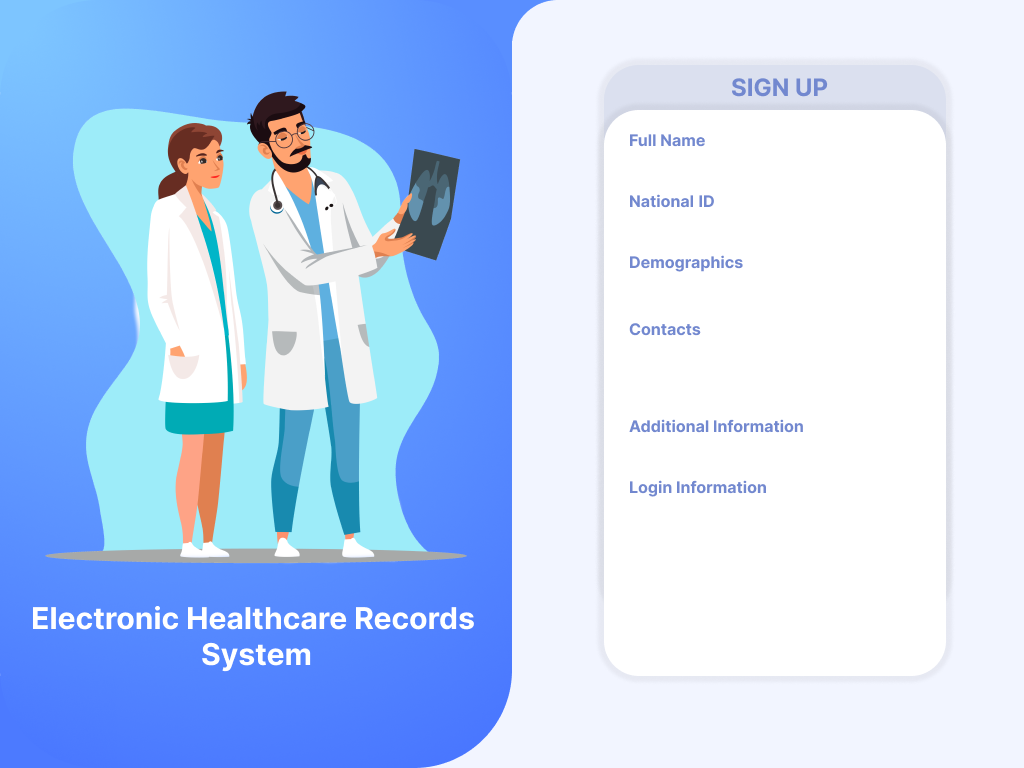 Electronic Healthcare Records
System
SIGN UP
Full Name
National ID
Demographics
Contacts
Additional Information
Login Information